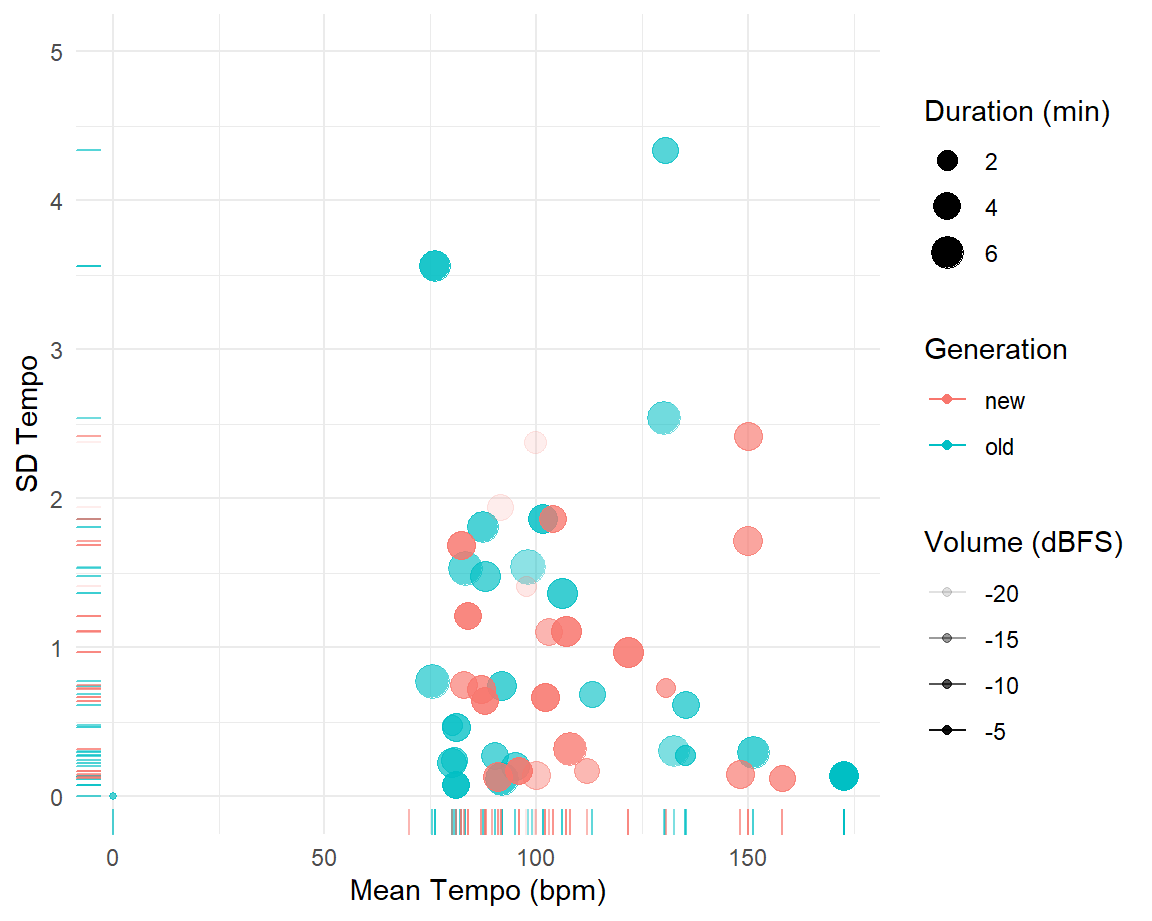 5
4
3
2
1
0
SD Tempo
0 50 100 150
Mean Tempo (bpm)
Duration (min)
2
4
6
Generation
new
old
Volume (dBFS)
-20
-15
-10
-5